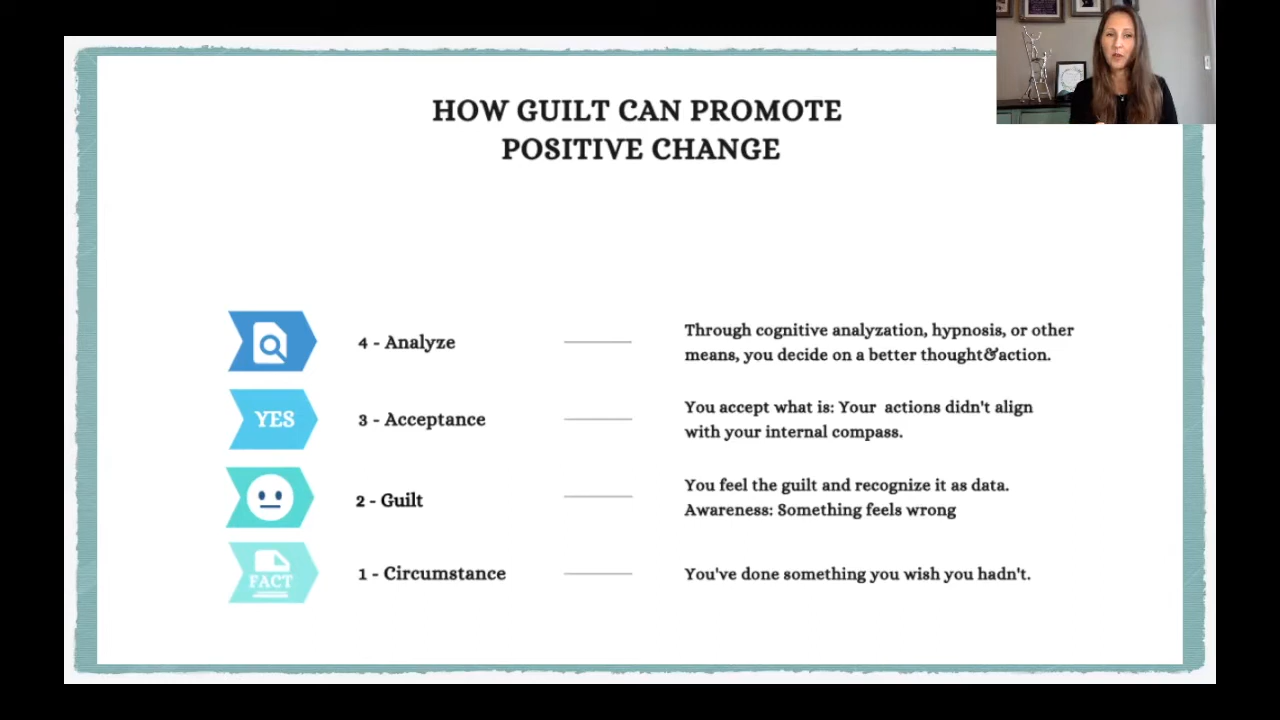 HOW GUILT CAN PROMOTE
POSITIVE CHANGE
4 - Analyze
Through cognitive analyzation, hypnosis, or other
means, you decide on a better thought&action.
YES
3 - Acceptance
You accept what is: Your actions didn't align
with your internal compass.
2 - Guilt
You feel the guilt and recognize it as data.
Awareness: Something feels wrong
FACT
1 - Circumstance
You've done something you wish you hadn't.